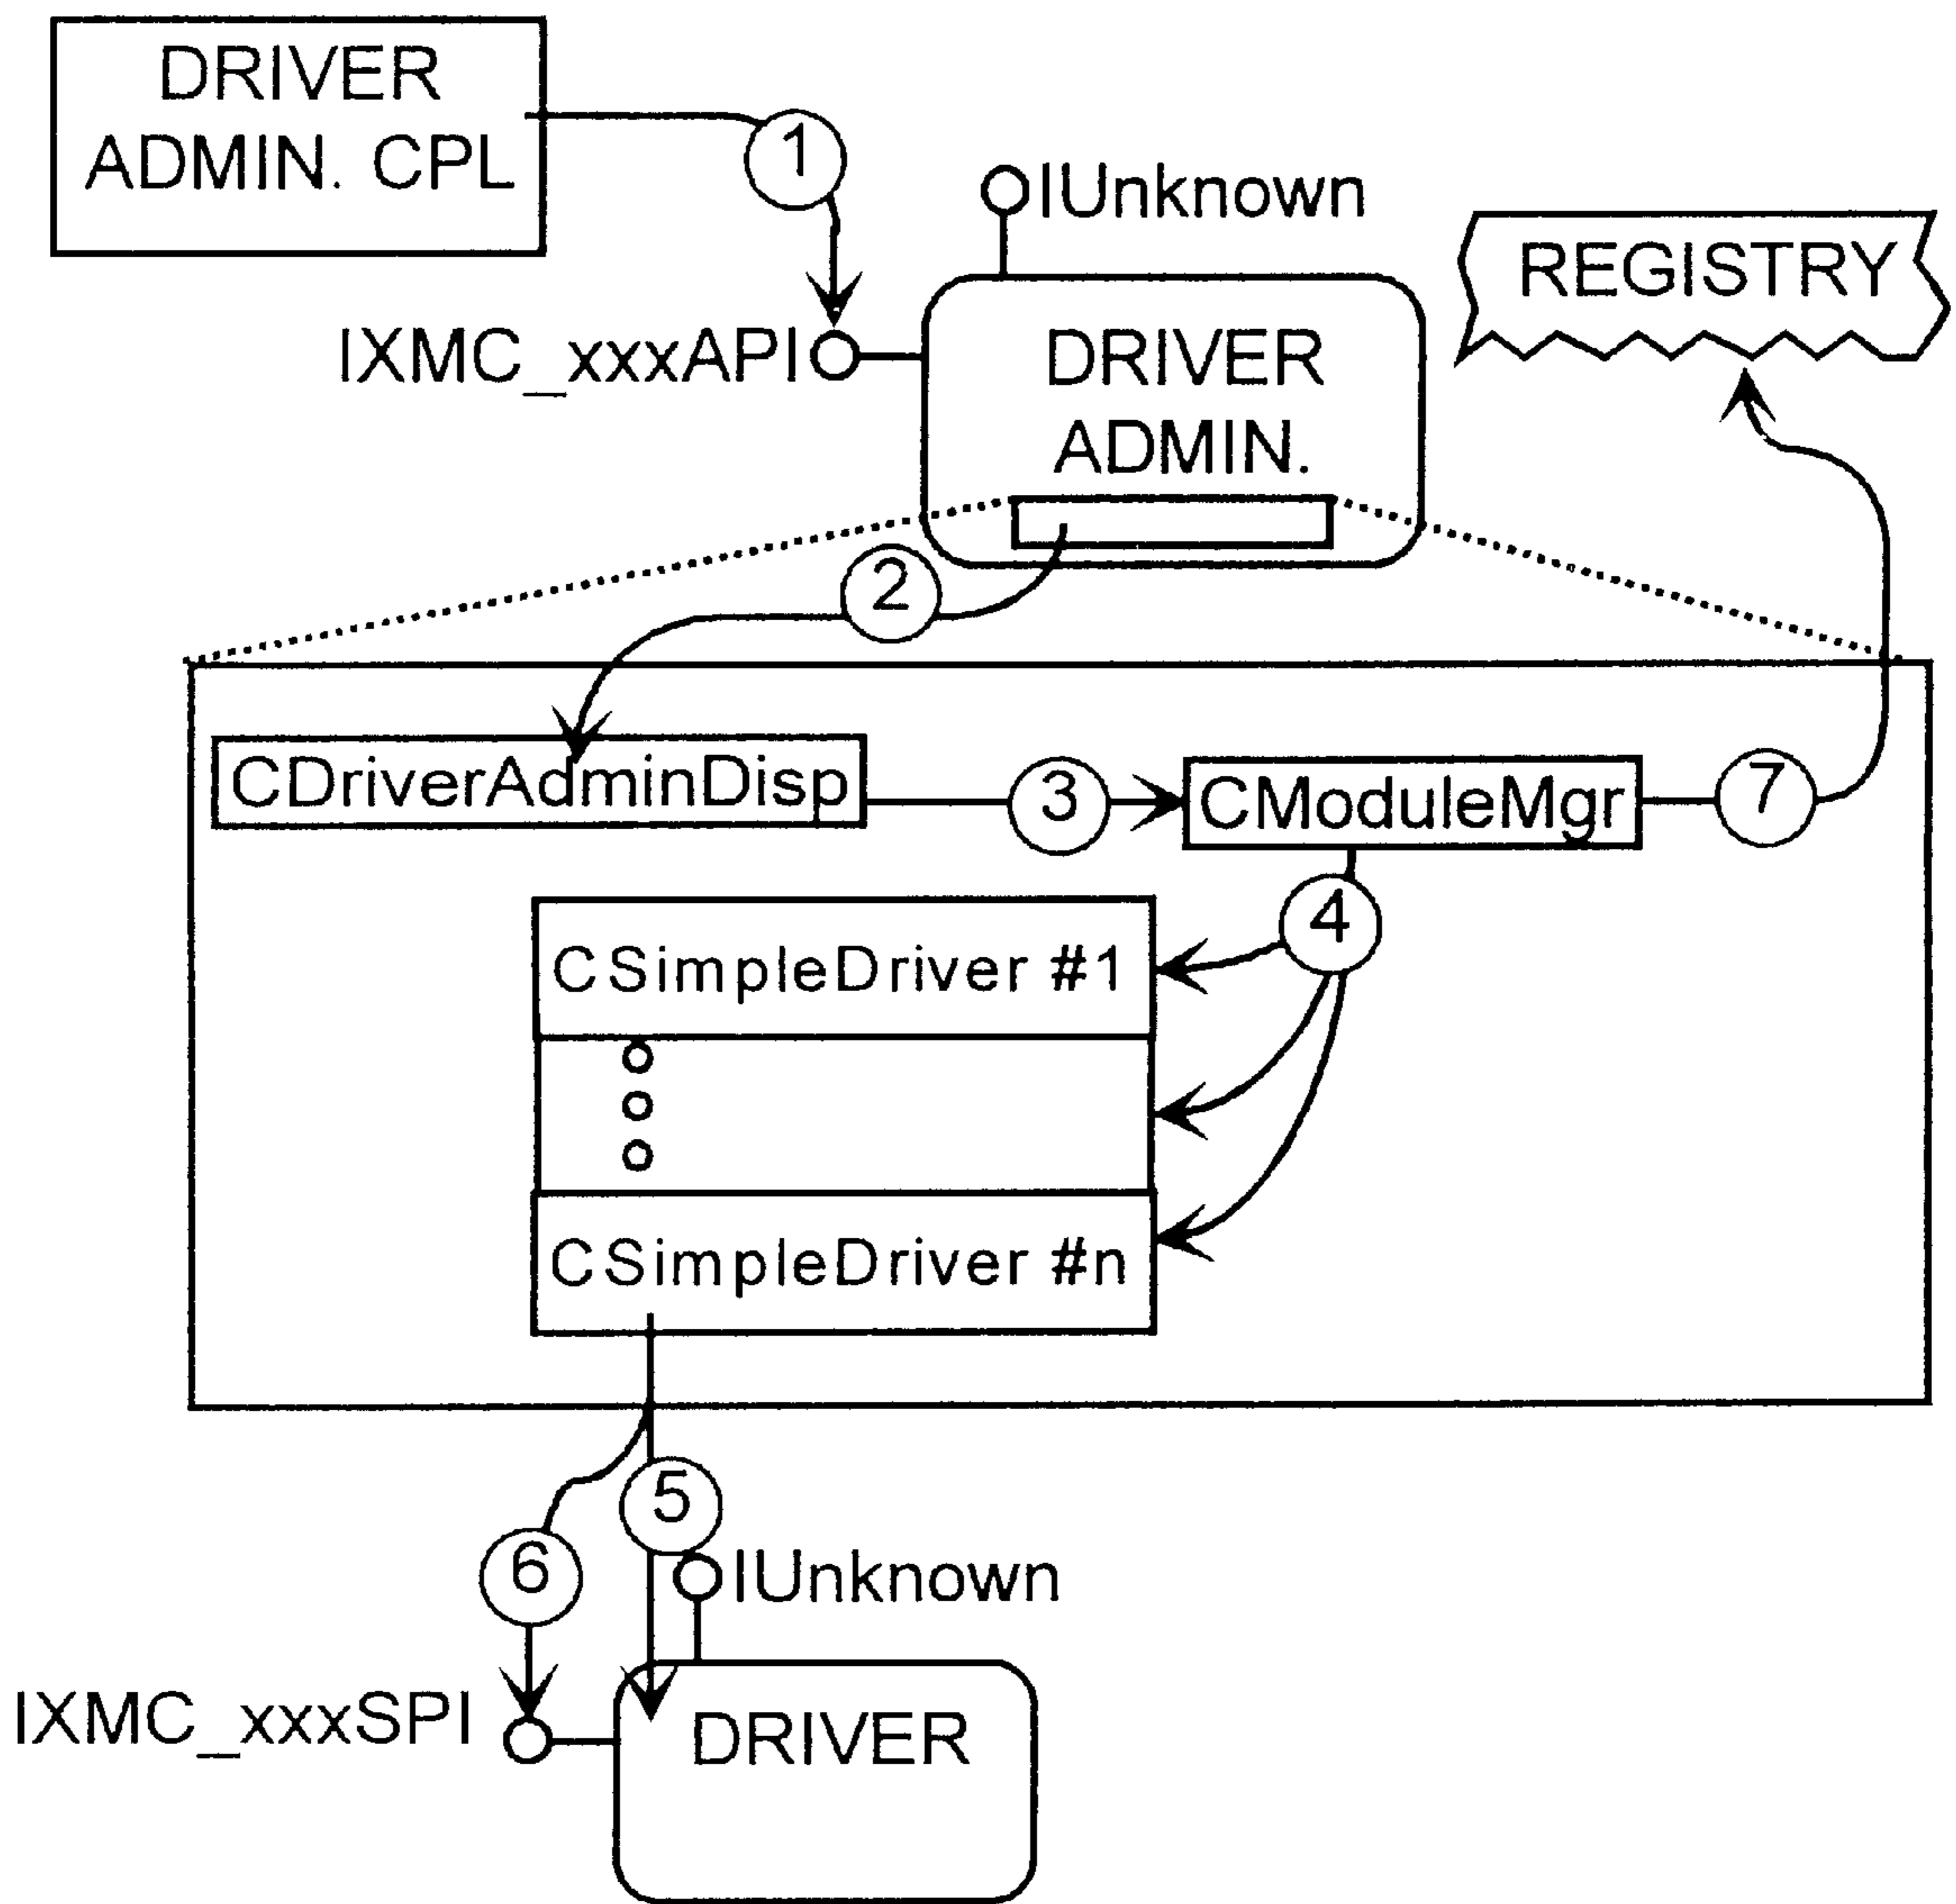 DRIVER
ADMIN. CPL
1
IUnknown
REGISTRY
IXMC_xxxAPI
DRIVER
ADMIN.
2
CDriverAdminDisp
3
CModuleMgr
7
4
CSimpleDriver #1
CSimpleDriver #n
5
6
IUnknown
IXMC_xxxSPI
DRIVER